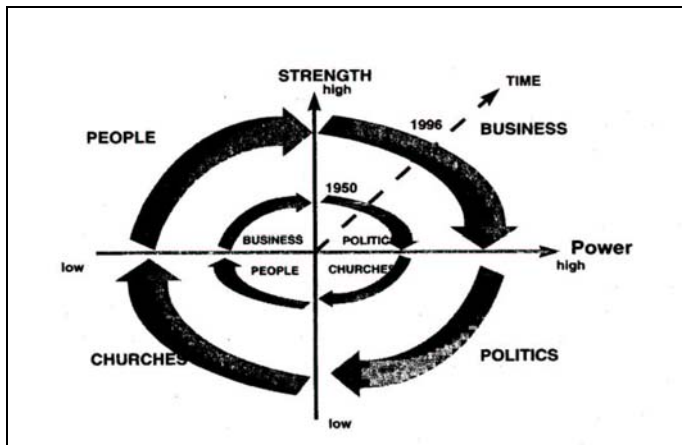 STRENGTH
high
TIME
1996
BUSINESS
PEOPLE
1950
BUSINESS
POLITICS
low
Power
high
PEOPLE
CHURCHES
CHURCHES
POLITICS
low